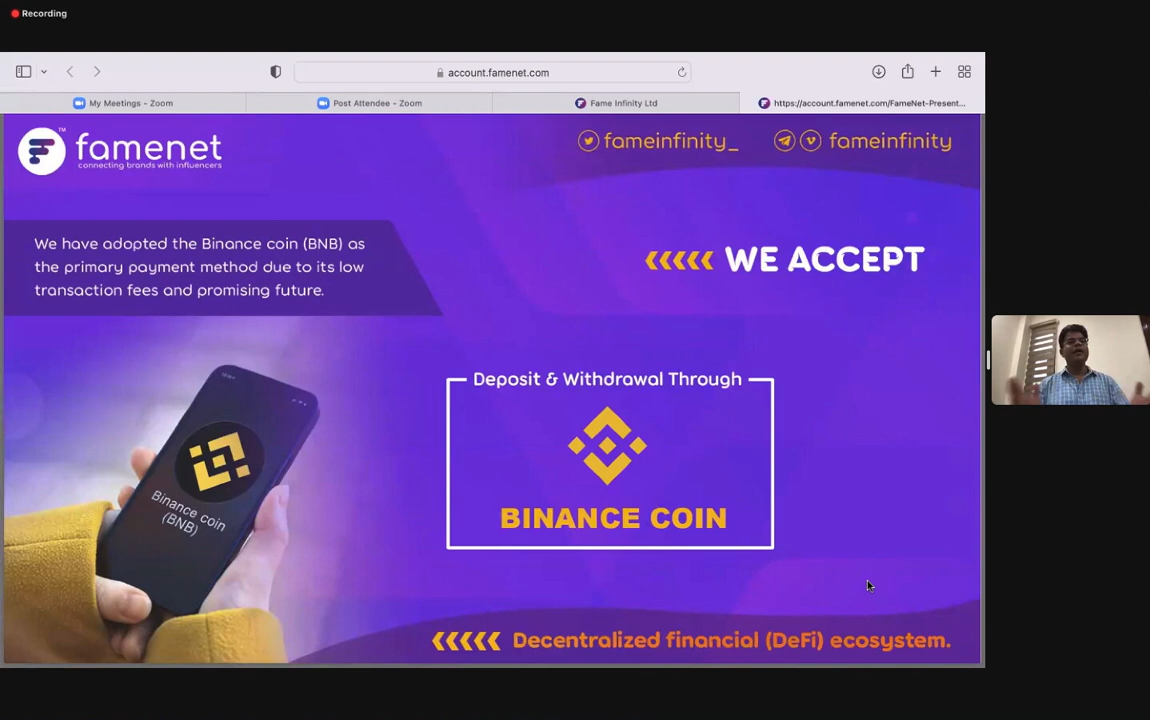 Recording
account.famenet.com
My Meetings - Zoom
Post Attendee - Zoom
Fame Infinity Ltd
https://account.famenet.com/FameNet-Present...
famenet
TM
connecting brands with influencers
fameinfinity_
fameinfinity
We have adopted the Binance coin (BNB) as
the primary payment method due to its low
transaction fees and promising future.
WE ACCEPT
Deposit & Withdrawal Through
BINANCE COIN
Binance coin
(BNB)
Decentralized financial (DeFi) ecosystem.